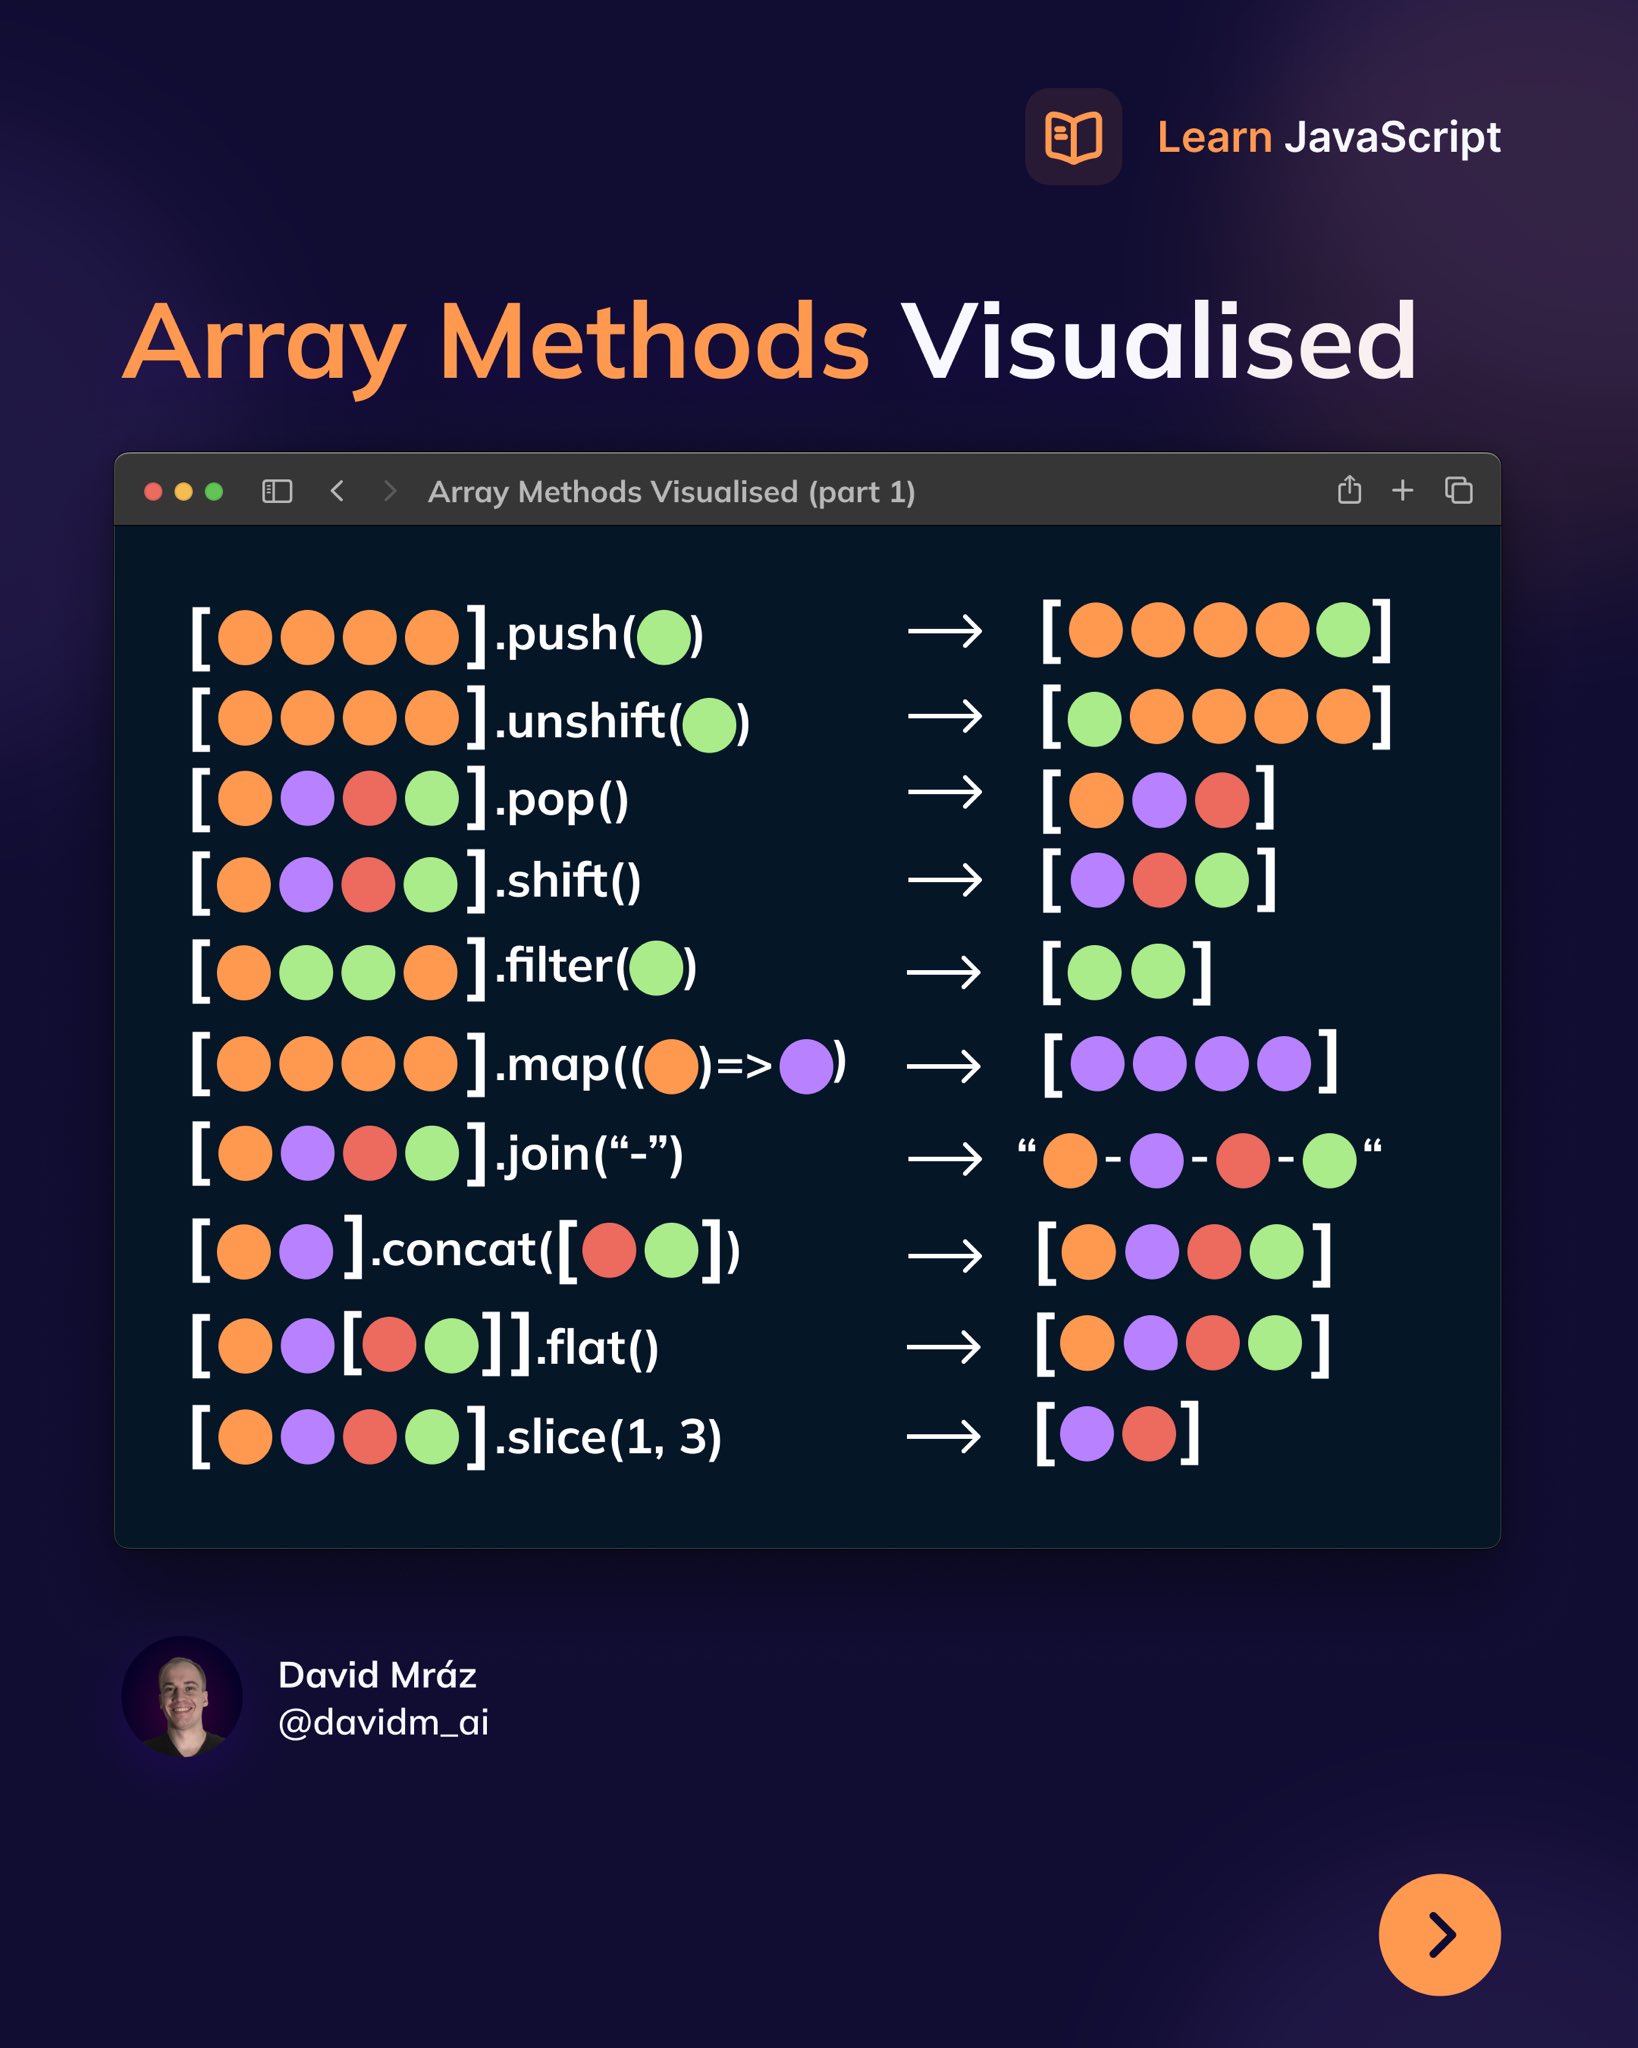 Learn JavaScript
Array Methods Visualised
Array Methods Visualised (part 1)
[ ].push( ) → [ ]
[ ].unshift( ) → [ ]
[ ].pop() → [ ]
[ ].shift() → [ ]
[ ].filter( ) → [ ]
[ ].map(( )=> ) → [ ]
[ ].join(“-”) → “ - - - “
[ ].concat([ ]) → [ ]
[ [ ]].flat() → [ ]
[ ].slice(1, 3) → [ ]
David Mráz
@davidm_ai